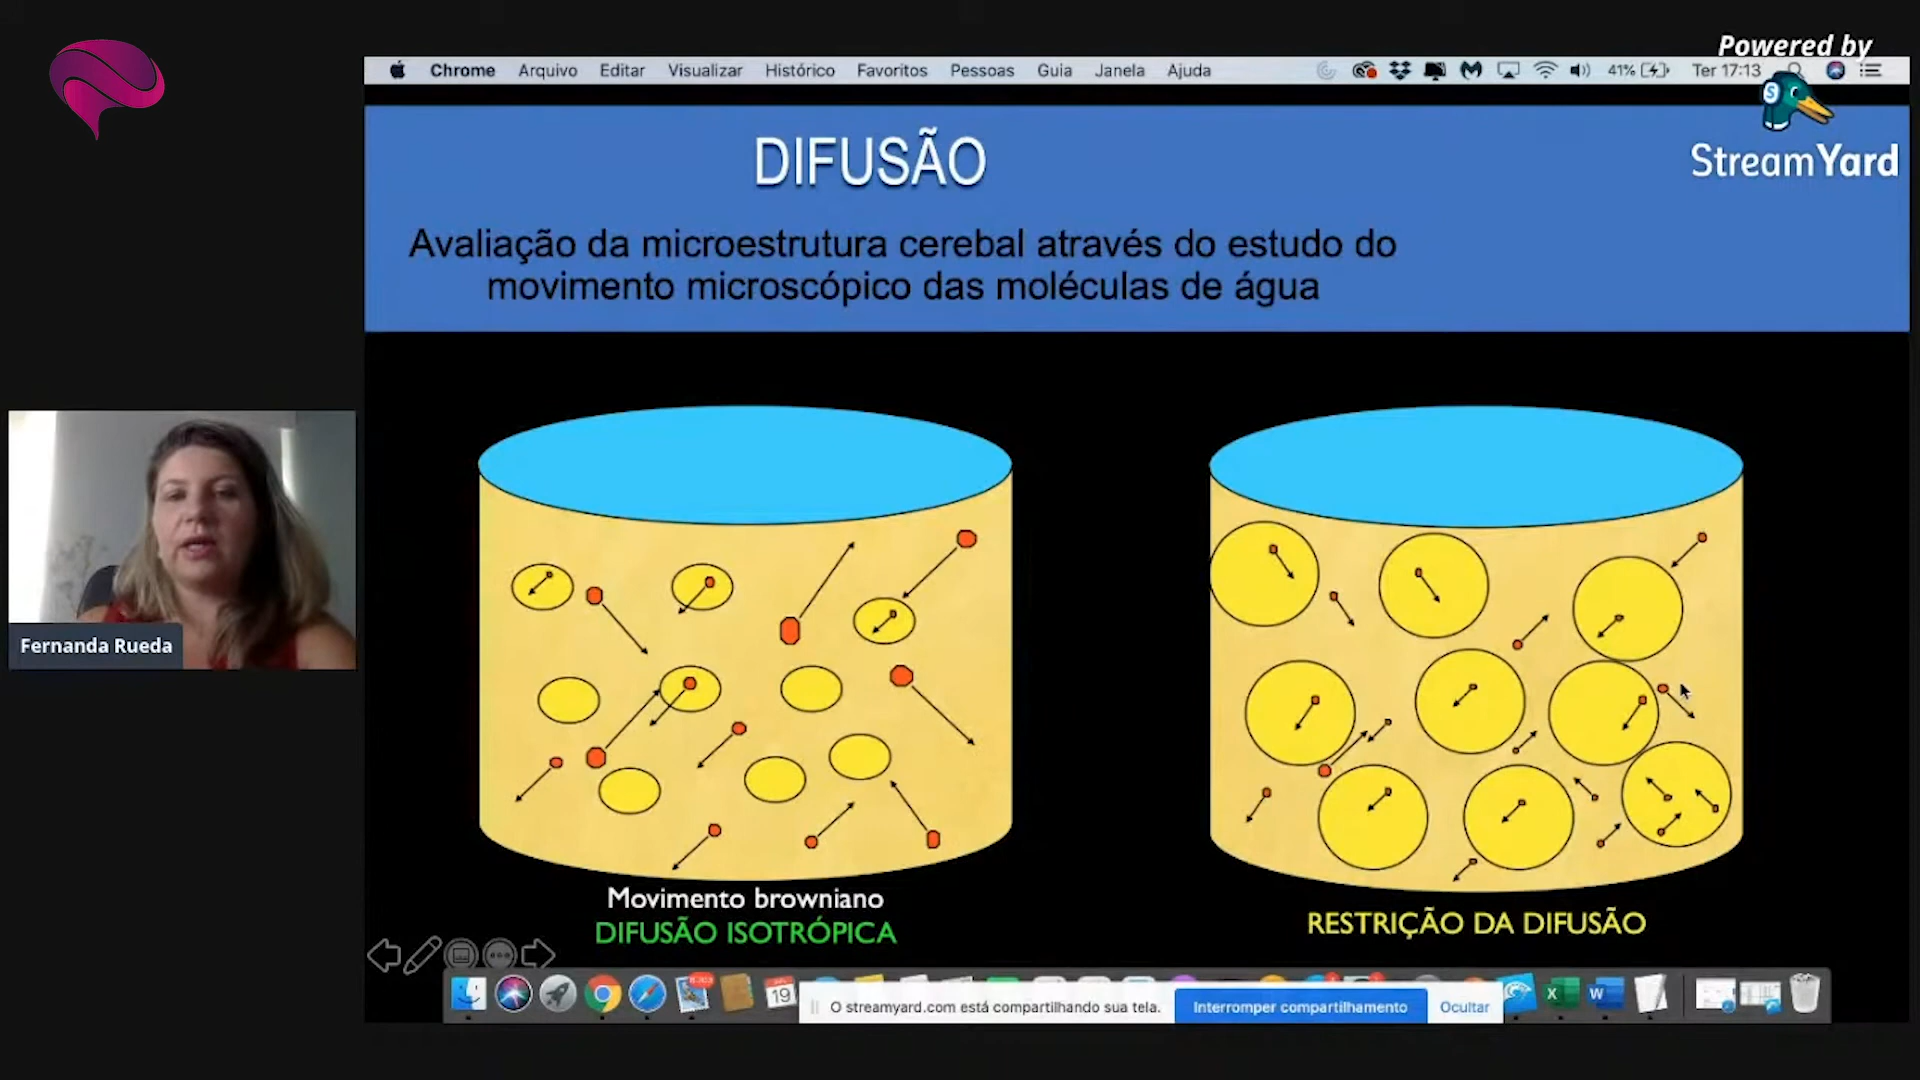 Powered by
StreamYard
Chrome Arquivo Editar Visualizar Histórico Favoritos Pessoas Guia Janela Ajuda 41% Ter 17:13
DIFUSÃO
Avaliação da microestrutura cerebal através do estudo do
movimento microscópico das moléculas de água
Fernanda Rueda
Movimento browniano
DIFUSÃO ISOTRÓPICA
RESTRIÇÃO DA DIFUSÃO
19
O streamyard.com está compartilhando sua tela. Interromper compartilhamento Ocultar